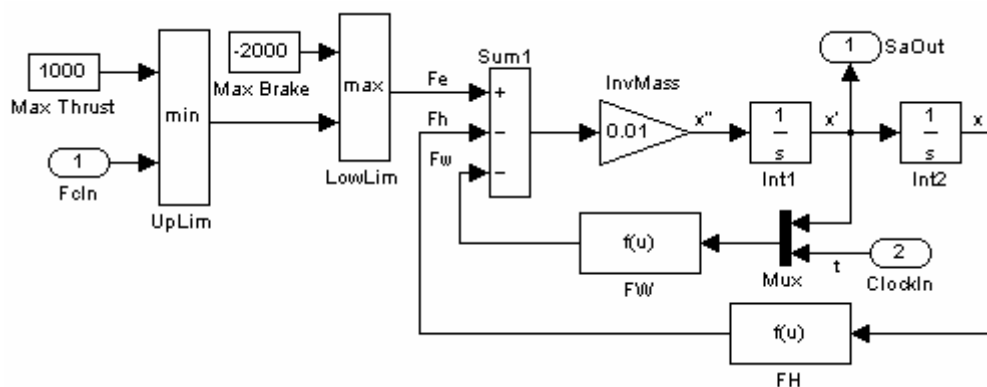 1000
Max Thrust
1
FcIn
min
UpLim
-2000
Max Brake
max
LowLim
Fe
Fh
Fw
Sum1
+
−
−
InvMass
0.01
x"
1
s
Int1
x'
1
SaOut
1
s
Int2
x
f(u)
FW
Mux
t
2
ClockIn
f(u)
FH